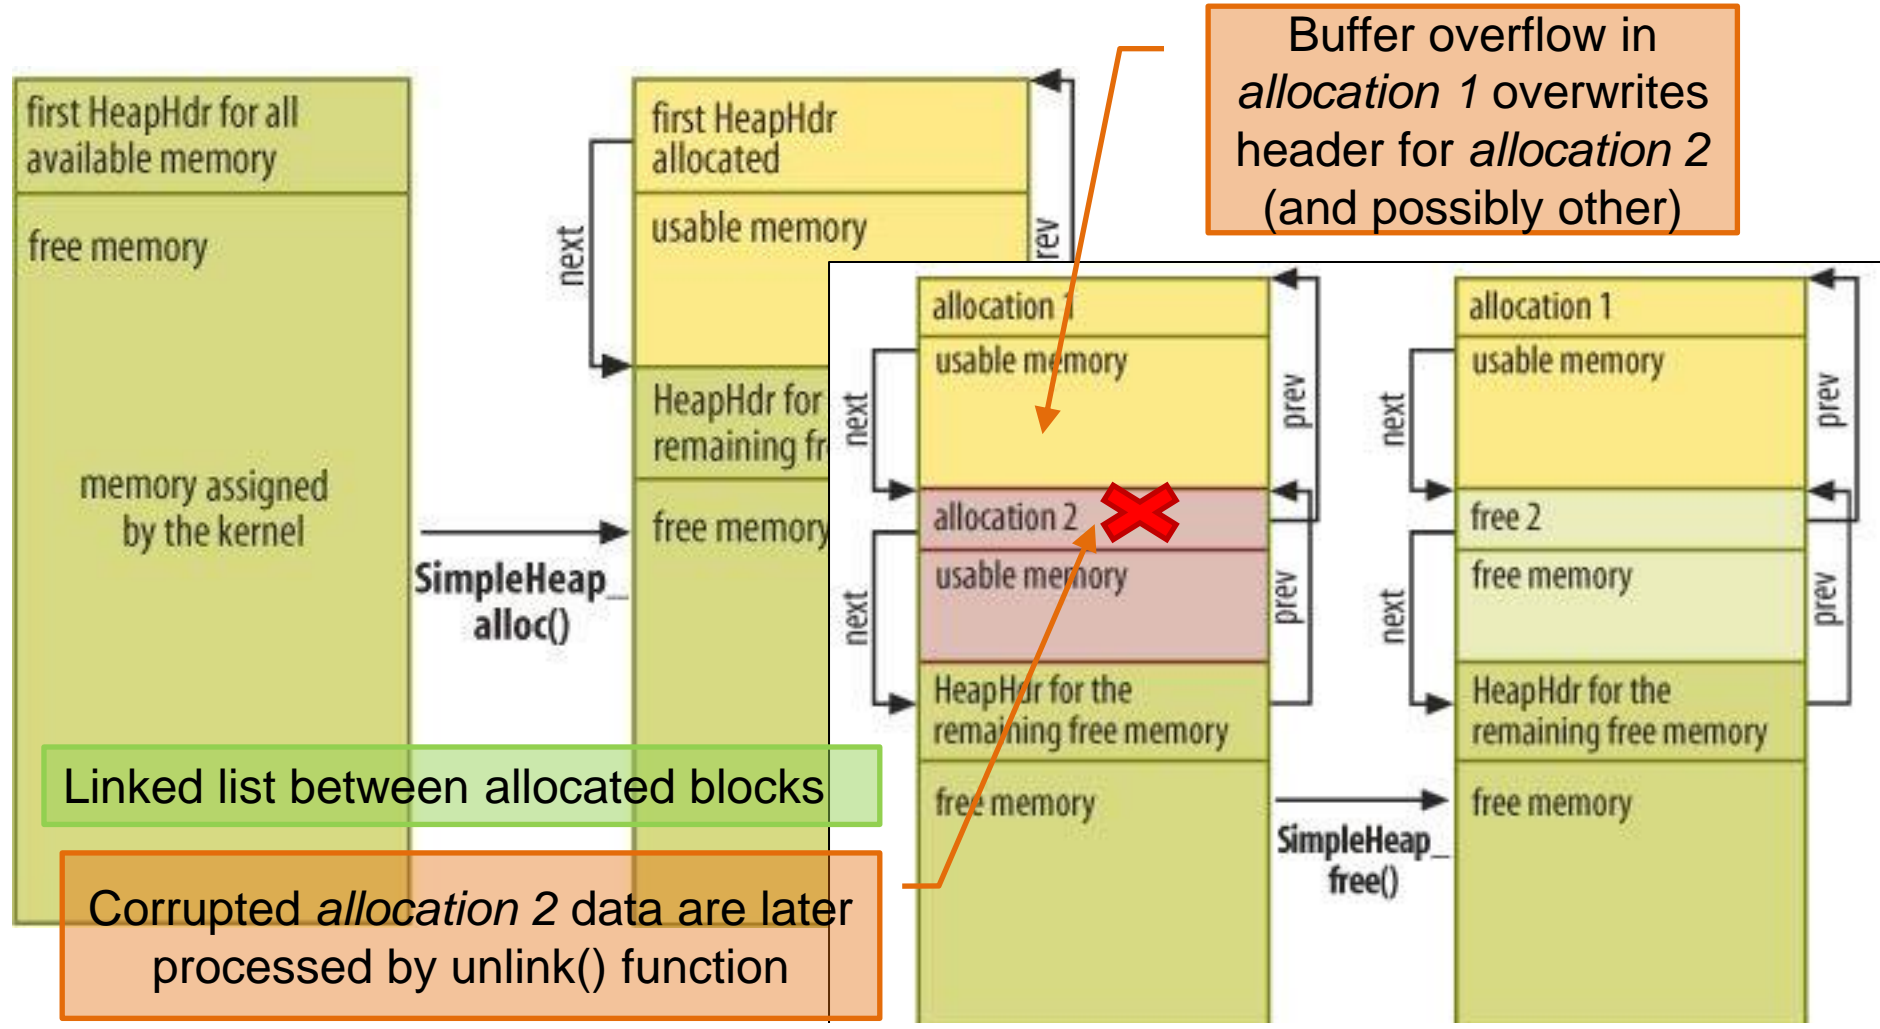 first HeapHdr for all
available memory
free memory
memory assigned
by the kernel
SimpleHeap_
alloc()
first HeapHdr
allocated
usable memory
next
HeapHdr for
remaining
free memory
Buffer overflow in
allocation 1 overwrites
header for allocation 2
(and possibly other)
allocation 1
usable memory
next
prev
allocation 2
usable memory
next
prev
HeapHdr for the
remaining free memory
free memory
SimpleHeap_
free()
allocation 1
usable memory
next
prev
free 2
free memory
next
prev
HeapHdr for the
remaining free memory
free memory
Linked list between allocated blocks
Corrupted allocation 2 data are later
processed by unlink() function